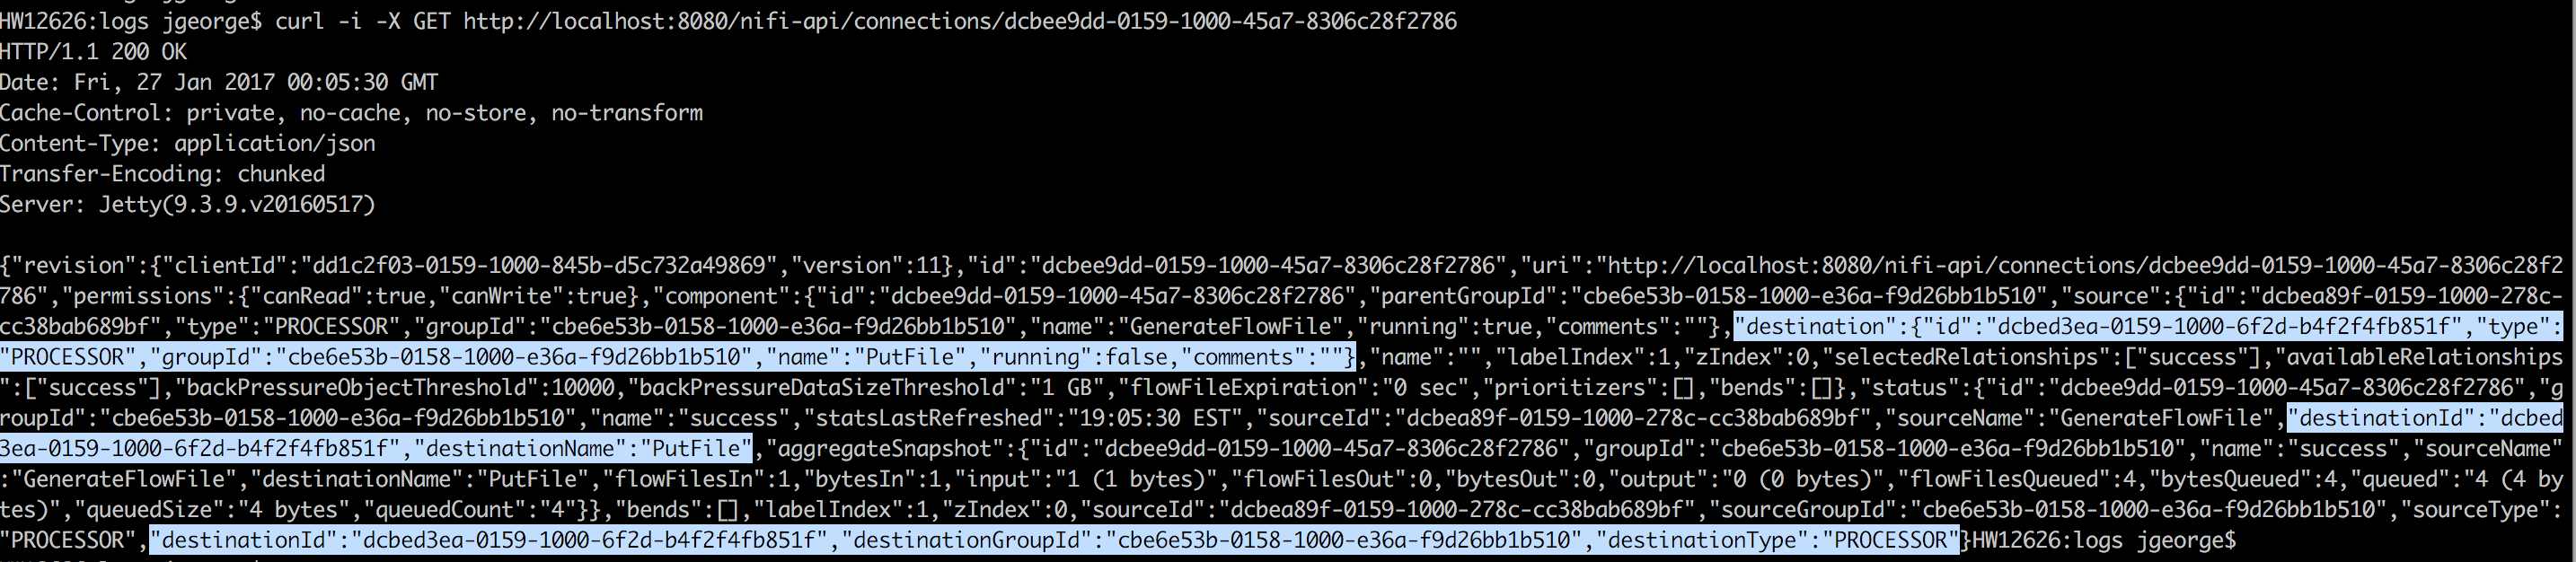 HW12626:logs jgeorge$ curl -i -X GET http://localhost:8080/nifi-api/connections/dcbee9dd-0159-1000-45a7-8306c28f2786
HTTP/1.1 200 OK
Date: Fri, 27 Jan 2017 00:05:30 GMT
Cache-Control: private, no-cache, no-store, no-transform
Content-Type: application/json
Transfer-Encoding: chunked
Server: Jetty(9.3.9.v20160517)
{"revision":{"clientId":"dd1c2f03-0159-1000-845b-d5c732a49869","version":11},"id":"dcbee9dd-0159-1000-45a7-8306c28f2786","uri":"http://localhost:8080/nifi-api/connections/dcbee9dd-0159-1000-45a7-8306c28f2
786","permissions":{"canRead":true,"canWrite":true},"component":{"id":"dcbee9dd-0159-1000-45a7-8306c28f2786","parentGroupId":"cbe6e53b-0158-1000-e36a-f9d26bb1b510","source":{"id":"dcbea89f-0159-1000-278c-
cc38bab689bf","type":"PROCESSOR","groupId":"cbe6e53b-0158-1000-e36a-f9d26bb1b510","name":"GenerateFlowFile","running":true,"comments":""},"destination":{"id":"dcbed3ea-0159-1000-6f2d-b4f2f4fb851f","type":
"PROCESSOR","groupId":"cbe6e53b-0158-1000-e36a-f9d26bb1b510","name":"PutFile","running":false,"comments":""},"name":"","labelIndex":1,"zIndex":0,"selectedRelationships":["success"],"availableRelationships
":["success"],"backPressureObjectThreshold":10000,"backPressureDataSizeThreshold":"1 GB","flowFileExpiration":"0 sec","prioritizers":[],"bends":[]},"status":{"id":"dcbee9dd-0159-1000-45a7-8306c28f2786","g
roupId":"cbe6e53b-0158-1000-e36a-f9d26bb1b510","name":"success","statsLastRefreshed":"19:05:30 EST","sourceId":"dcbea89f-0159-1000-278c-cc38bab689bf","sourceName":"GenerateFlowFile","destinationId":"dcbed
3ea-0159-1000-6f2d-b4f2f4fb851f","destinationName":"PutFile","aggregateSnapshot":{"id":"dcbee9dd-0159-1000-45a7-8306c28f2786","groupId":"cbe6e53b-0158-1000-e36a-f9d26bb1b510","name":"success","sourceName"
:"GenerateFlowFile","destinationName":"PutFile","flowFilesIn":1,"bytesIn":1,"input":"1 (1 bytes)","flowFilesOut":0,"bytesOut":0,"output":"0 (0 bytes)","flowFilesQueued":4,"bytesQueued":4,"queued":"4 (4 by
tes)","queuedSize":"4 bytes","queuedCount":"4"}},"bends":[],"labelIndex":1,"zIndex":0,"sourceId":"dcbea89f-0159-1000-278c-cc38bab689bf","sourceGroupId":"cbe6e53b-0158-1000-e36a-f9d26bb1b510","sourceType":
"PROCESSOR","destinationId":"dcbed3ea-0159-1000-6f2d-b4f2f4fb851f","destinationGroupId":"cbe6e53b-0158-1000-e36a-f9d26bb1b510","destinationType":"PROCESSOR"}HW12626:logs jgeorge$